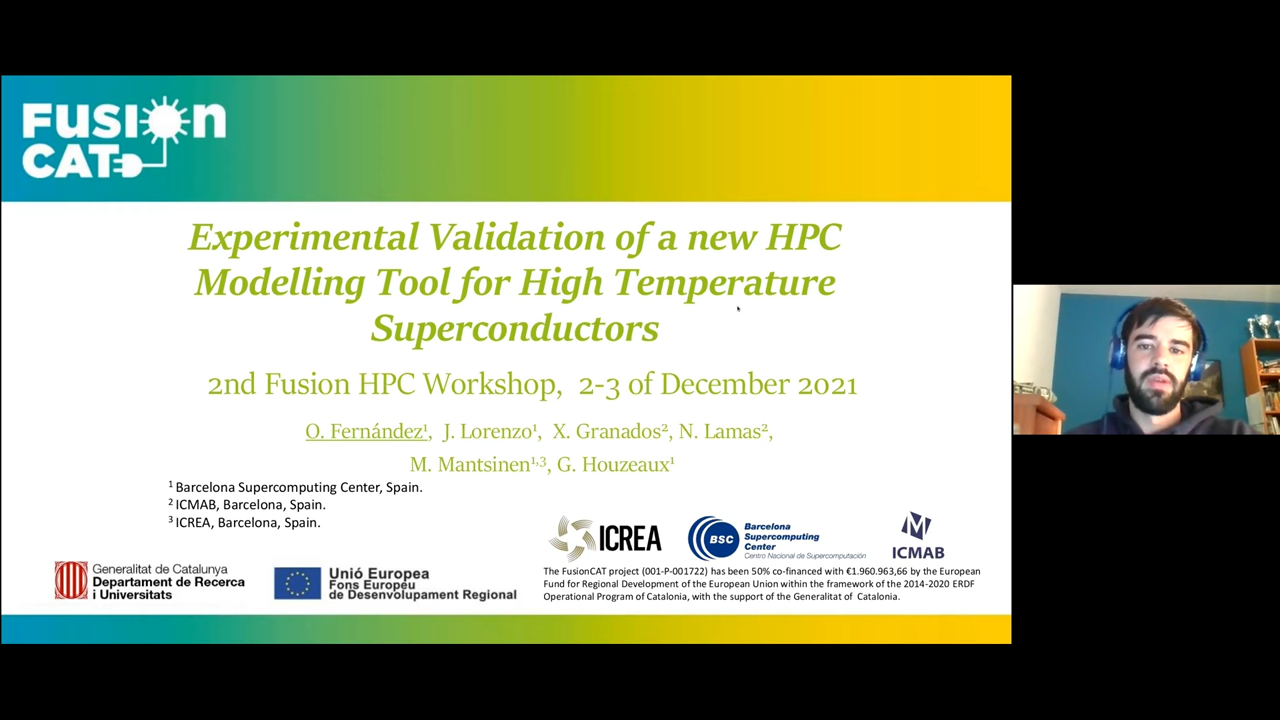 FUSION
CAT
Experimental Validation of a new HPC
Modelling Tool for High Temperature
Superconductors
2nd Fusion HPC Workshop, 2-3 of December 2021
O. Fernández¹, J. Lorenzo¹, X. Granados², N. Lamas²,
M. Mantsinen¹,³, G. Houzeaux¹
¹ Barcelona Supercomputing Center, Spain.
² ICMAB, Barcelona, Spain.
³ ICREA, Barcelona, Spain.
ICREA
BSC
Barcelona
Supercomputing
Center
Centro Nacional de Supercomputación
ICMAB
Generalitat de Catalunya
Departament de Recerca
i Universitats
Unió Europea
Fons Europeu
de Desenvolupament Regional
The FusionCAT project (001-P-001722) has been 50% co-financed with €1.960.963,66 by the European
Fund for Regional Development of the European Union within the framework of the 2014-2020 ERDF
Operational Program of Catalonia, with the support of the Generalitat of Catalonia.